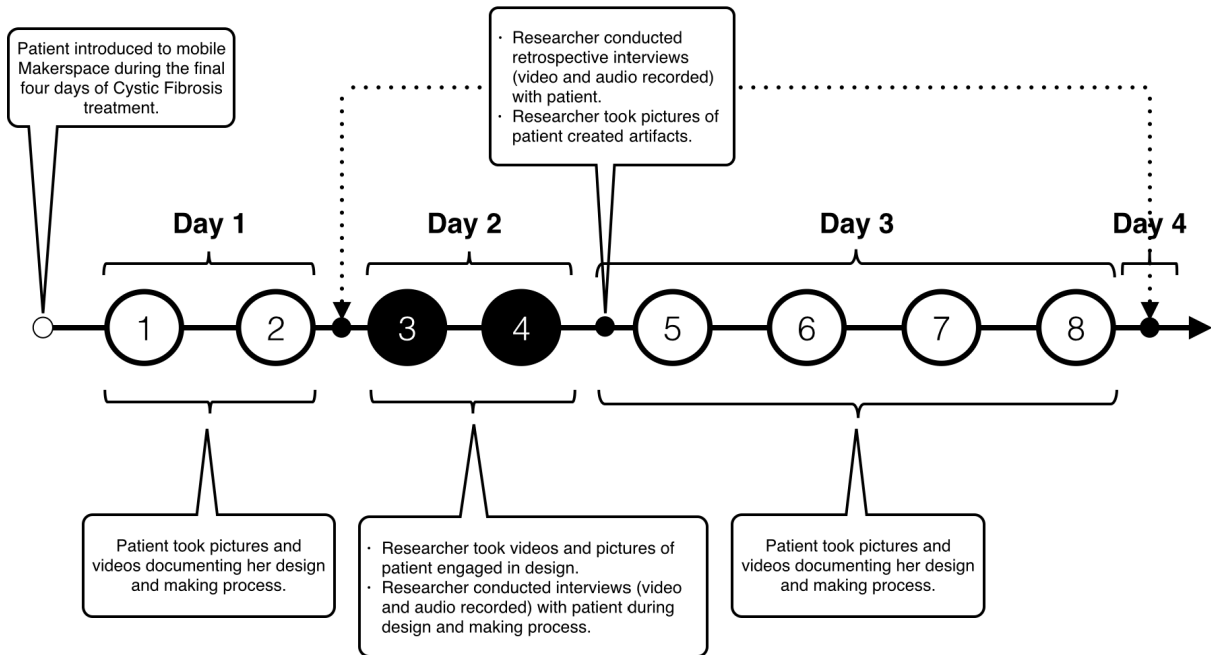 Patient introduced to mobile
Makerspace during the final
four days of Cystic Fibrosis
treatment.
· Researcher conducted
retrospective interviews
(video and audio recorded)
with patient.
· Researcher took pictures of
patient created artifacts.
Day 1
Day 2
Day 3
Day 4
1
2
3
4
5
6
7
8
Patient took pictures and
videos documenting her design
and making process.
· Researcher took videos and pictures of
patient engaged in design.
· Researcher conducted interviews (video
and audio recorded) with patient during
design and making process.
Patient took pictures and
videos documenting her design
and making process.